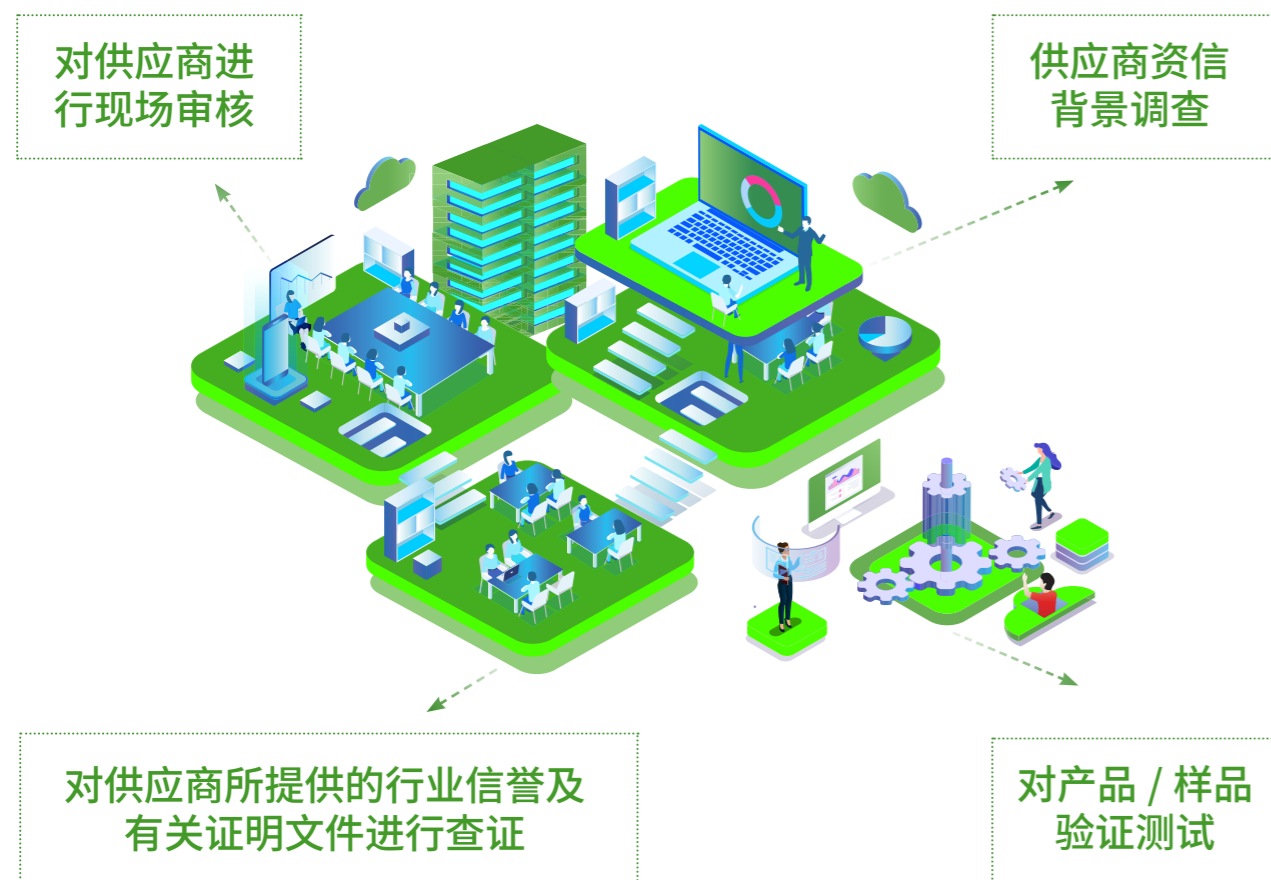 对供应商进
行现场审核
供应商资信
背景调查
对供应商所提供的行业信誉及
有关证明文件进行查证
对产品 / 样品
验证测试